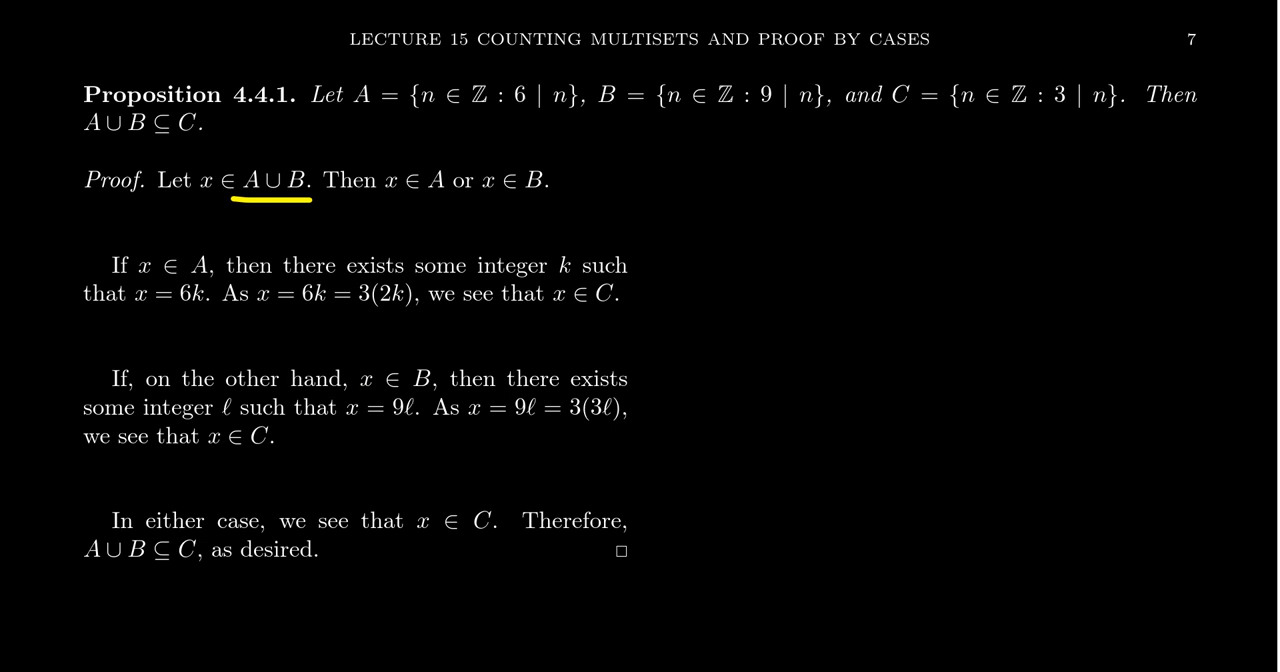 LECTURE 15 COUNTING MULTISETS AND PROOF BY CASES 7
Proposition 4.4.1. Let A = {n ∈ ℤ : 6 | n}, B = {n ∈ ℤ : 9 | n}, and C = {n ∈ ℤ : 3 | n}. Then
A ∪ B ⊆ C.
Proof. Let x ∈ A ∪ B. Then x ∈ A or x ∈ B.
If x ∈ A, then there exists some integer k such
that x = 6k. As x = 6k = 3(2k), we see that x ∈ C.
If, on the other hand, x ∈ B, then there exists
some integer ℓ such that x = 9ℓ. As x = 9ℓ = 3(3ℓ),
we see that x ∈ C.
In either case, we see that x ∈ C. Therefore,
A ∪ B ⊆ C, as desired. □